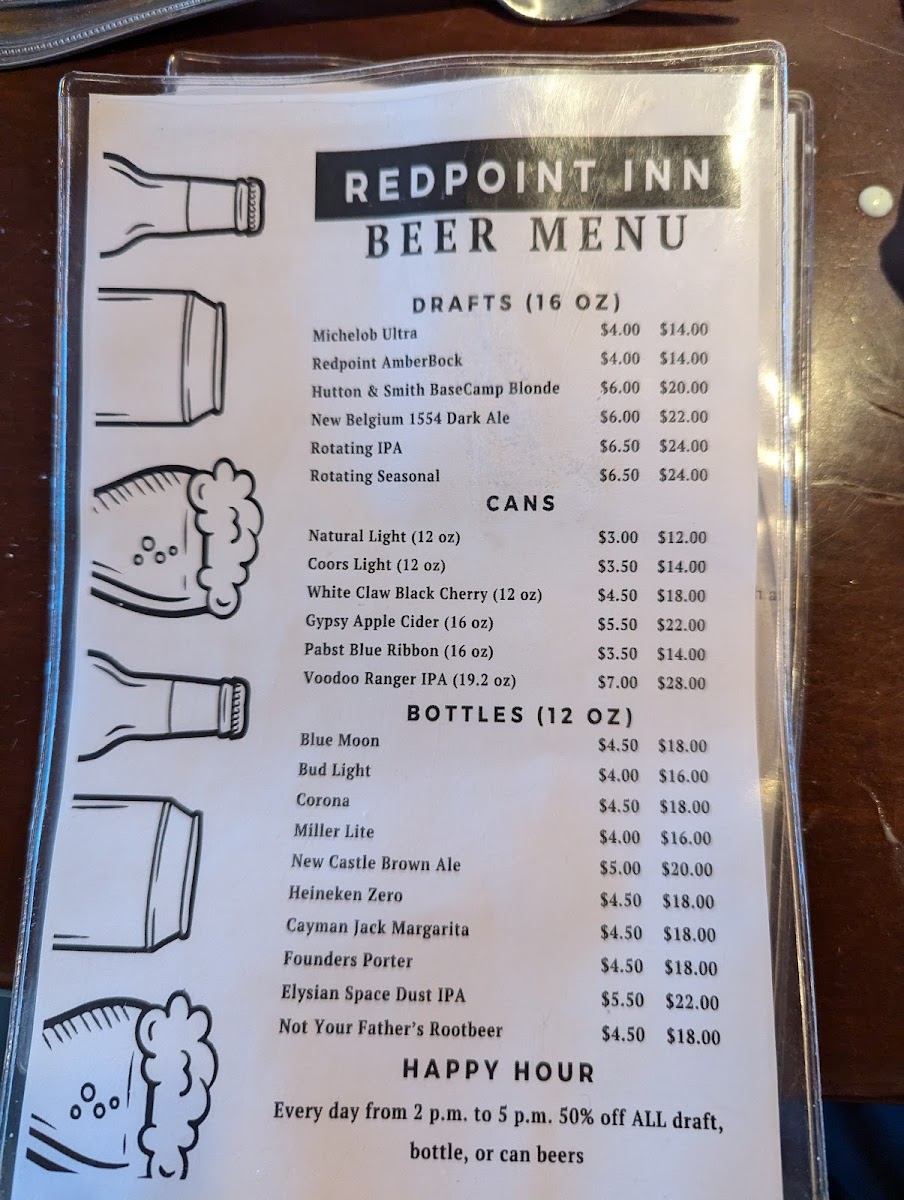 REDPOINT INN
BEER MENU
DRAFTS (16 OZ)
Michelob Ultra $4.00 $14.00
Redpoint AmberBock $4.00 $14.00
Hutton & Smith BaseCamp Blonde $6.00 $20.00
New Belgium 1554 Dark Ale $6.00 $22.00
Rotating IPA $6.50 $24.00
Rotating Seasonal $6.50 $24.00
CANS
Natural Light (12 oz) $3.00 $12.00
Coors Light (12 oz) $3.50 $14.00
White Claw Black Cherry (12 oz) $4.50 $18.00
Gypsy Apple Cider (16 oz) $5.50 $22.00
Pabst Blue Ribbon (16 oz) $3.50 $14.00
Voodoo Ranger IPA (19.2 oz) $7.00 $28.00
BOTTLES (12 OZ)
Blue Moon $4.50 $18.00
Bud Light $4.00 $16.00
Corona $4.50 $18.00
Miller Lite $4.00 $16.00
New Castle Brown Ale $5.00 $20.00
Heineken Zero $4.50 $18.00
Cayman Jack Margarita $4.50 $18.00
Founders Porter $4.50 $18.00
Elysian Space Dust IPA $5.50 $22.00
Not Your Father's Rootbeer $4.50 $18.00
HAPPY HOUR
Every day from 2 p.m. to 5 p.m. 50% off ALL draft,
bottle, or can beers